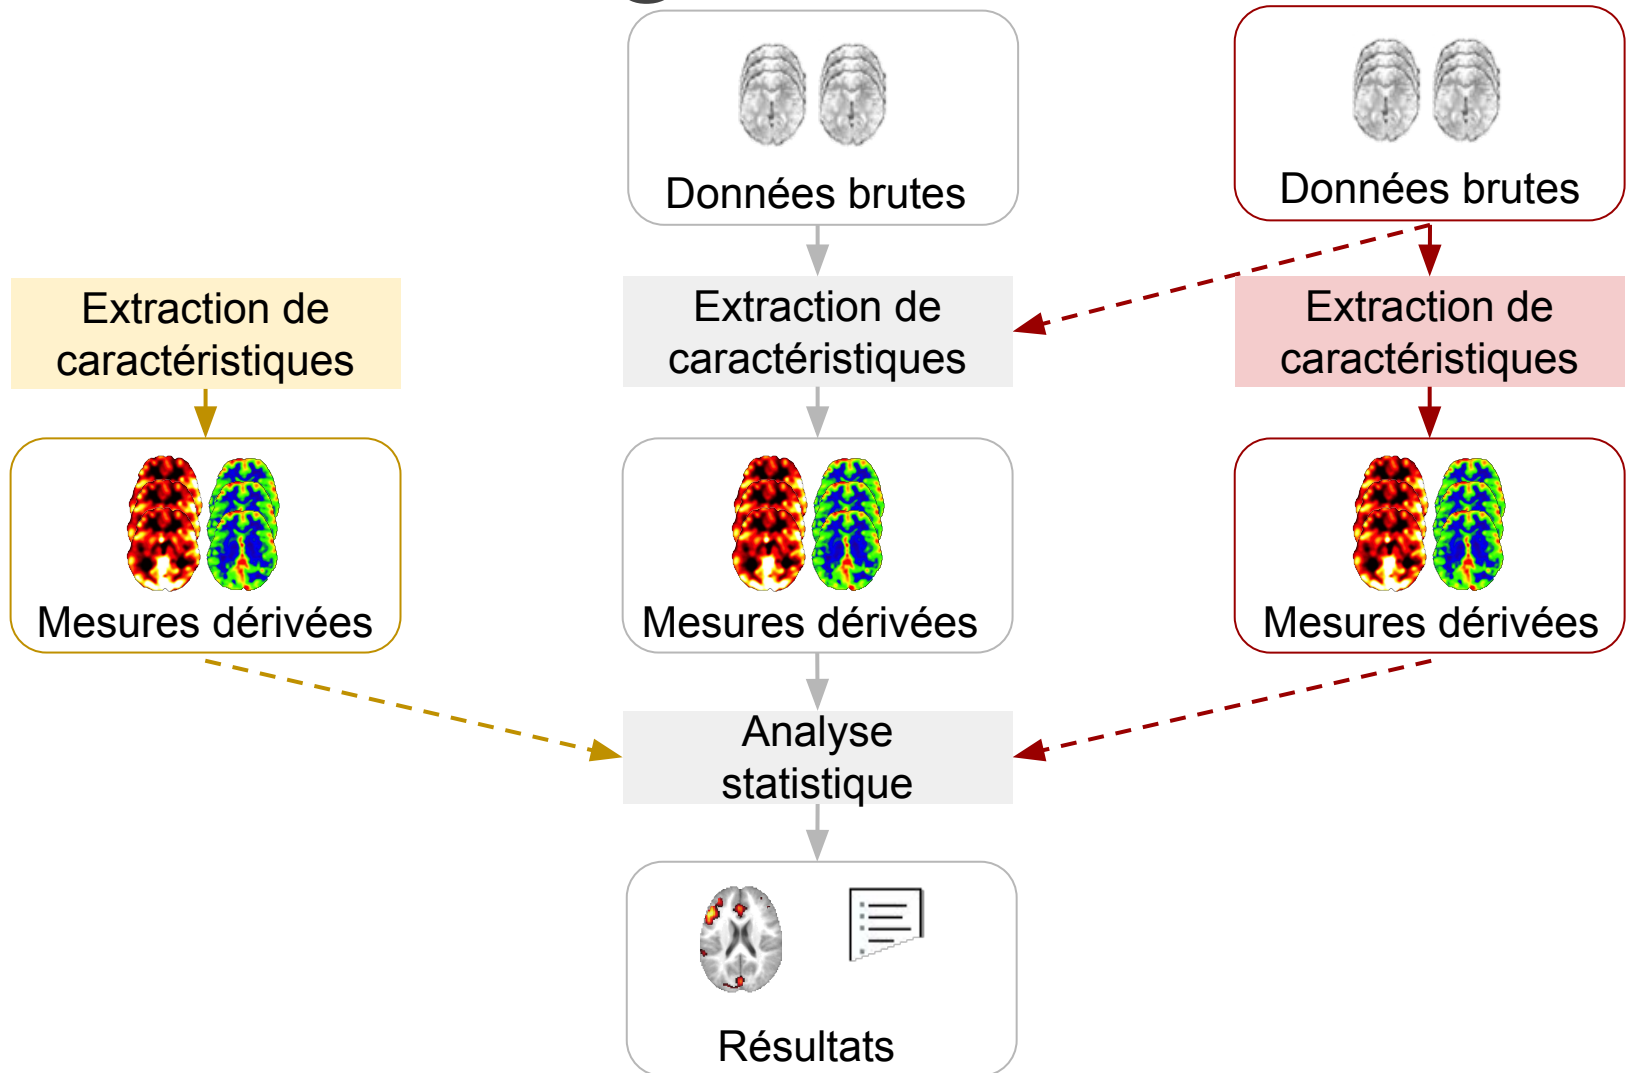 Données brutes
Données brutes
Extraction de
caractéristiques
Extraction de
caractéristiques
Extraction de
caractéristiques
Mesures dérivées
Mesures dérivées
Mesures dérivées
Analyse
statistique
Résultats